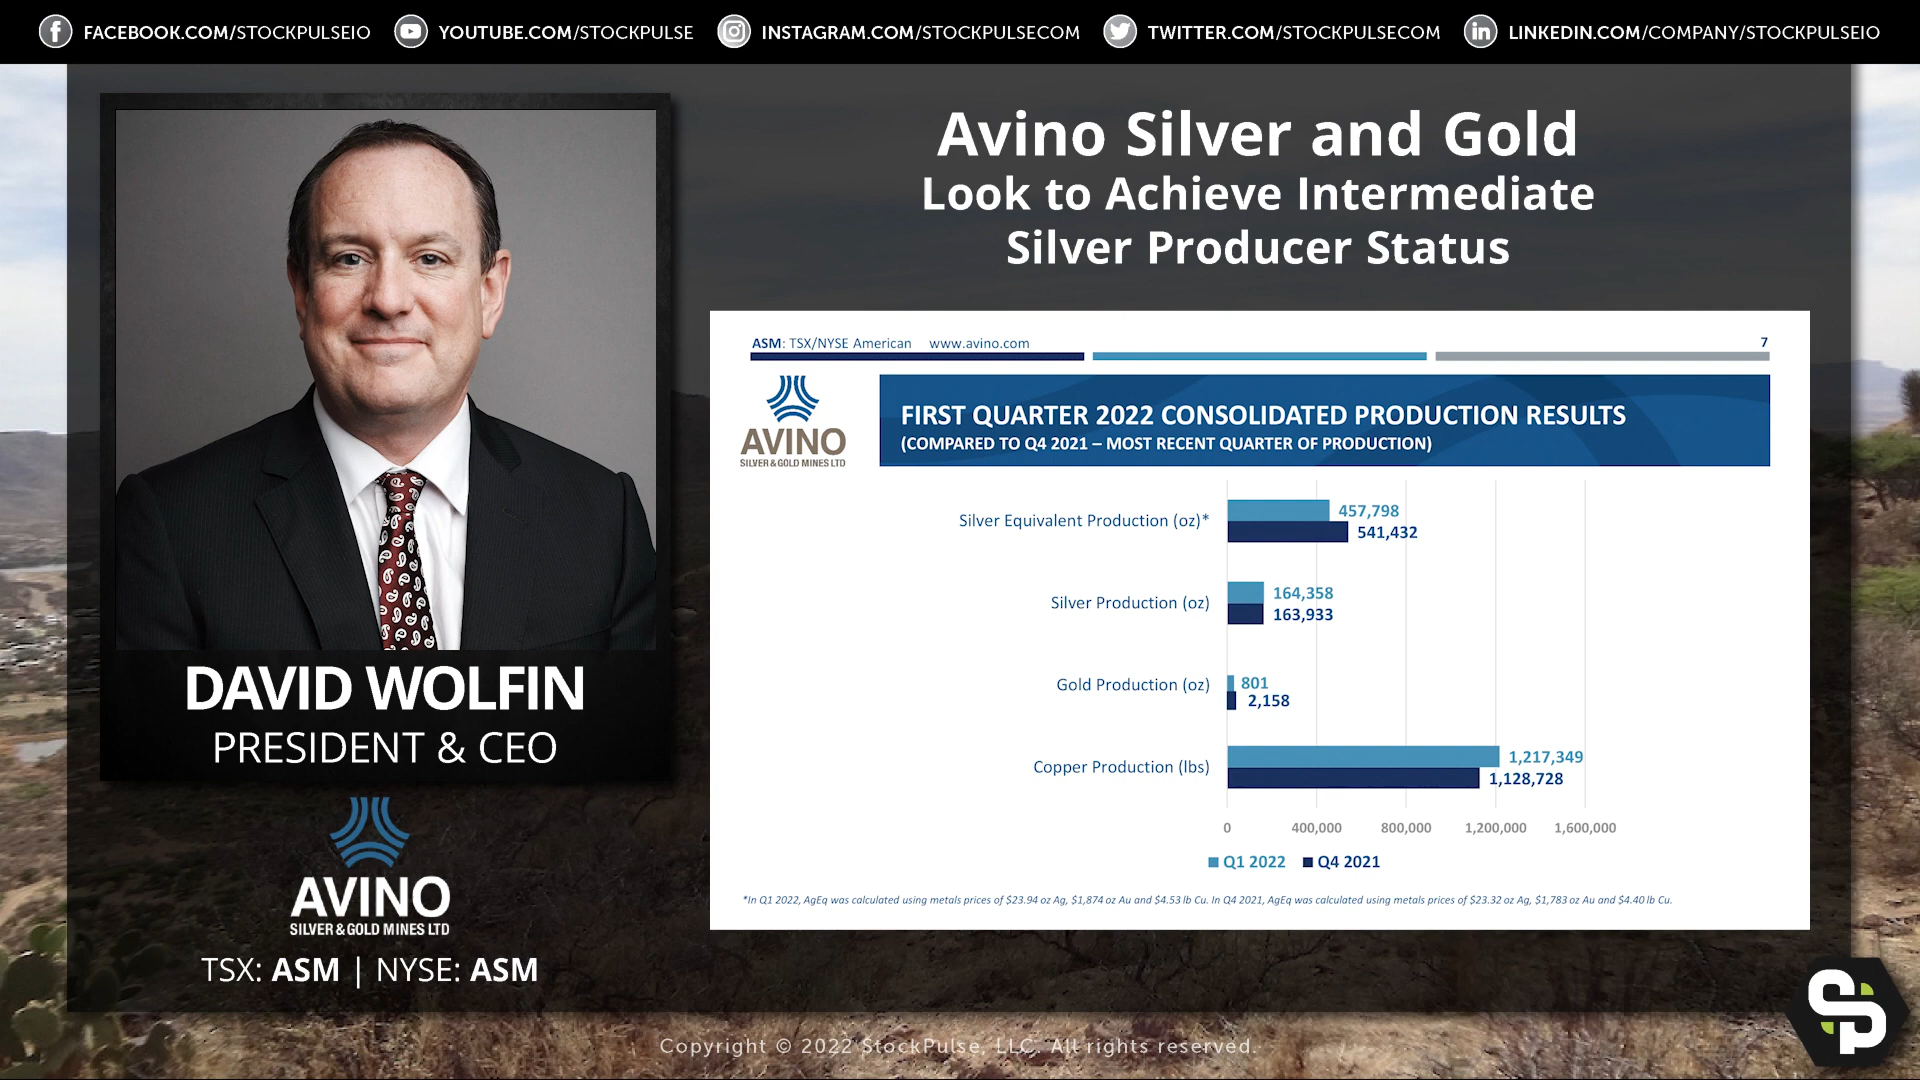 FACEBOOK.COM/STOCKPULSEIO
YOUTUBE.COM/STOCKPULSE
INSTAGRAM.COM/STOCKPULSECOM
TWITTER.COM/STOCKPULSECOM
LINKEDIN.COM/COMPANY/STOCKPULSEIO
DAVID WOLFIN
PRESIDENT & CEO
AVINO
SILVER & GOLD MINES LTD
TSX: ASM | NYSE: ASM
Avino Silver and Gold
Look to Achieve Intermediate
Silver Producer Status
ASM: TSX/NYSE American www.avino.com
7
AVINO
SILVER & GOLD MINES LTD
FIRST QUARTER 2022 CONSOLIDATED PRODUCTION RESULTS
(COMPARED TO Q4 2021 – MOST RECENT QUARTER OF PRODUCTION)
Silver Equivalent Production (oz)*
457,798
541,432
Silver Production (oz)
164,358
163,933
Gold Production (oz)
801
2,158
Copper Production (lbs)
1,217,349
1,128,728
0 400,000 800,000 1,200,000 1,600,000
Q1 2022 Q4 2021
*In Q1 2022, AgEq was calculated using metals prices of $23.94 oz Ag, $1,874 oz Au and $4.53 lb Cu. In Q4 2021, AgEq was calculated using metals prices of $23.32 oz Ag, $1,783 oz Au and $4.40 lb Cu.
Copyright © 2022 StockPulse, LLC. All rights reserved.